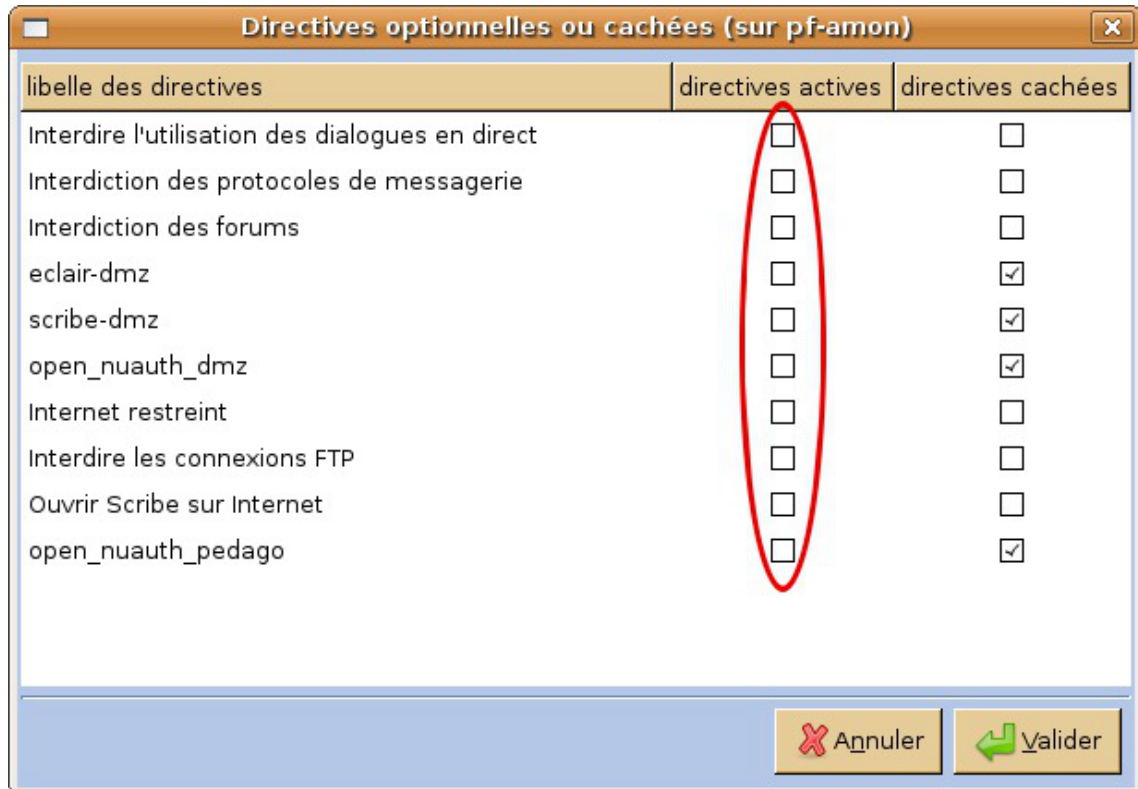 Directives optionnelles ou cachées (sur pf-amon)
libelle des directives directives actives directives cachées
Interdire l'utilisation des dialogues en direct
Interdiction des protocoles de messagerie
Interdiction des forums
eclair-dmz
scribe-dmz
open_nuauth_dmz
Internet restreint
Interdire les connexions FTP
Ouvrir Scribe sur Internet
open_nuauth_pedago
Annuler Valider